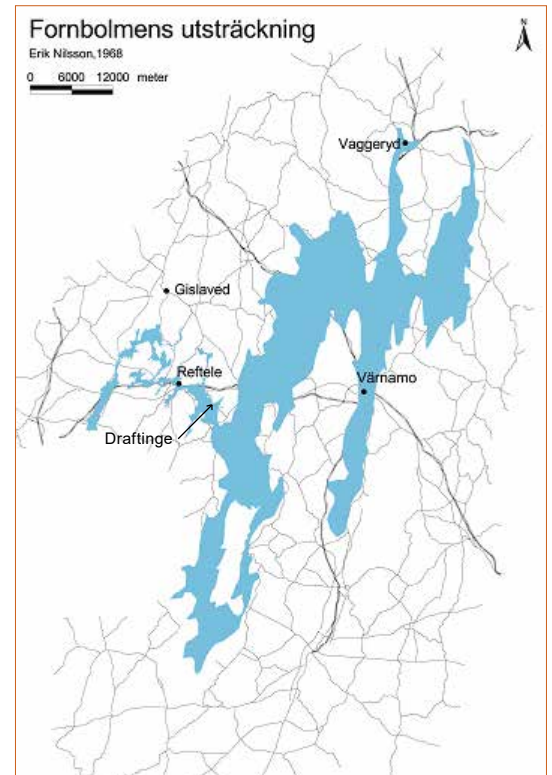 Fornbolmens utsträckning
Erik Nilsson,1968
0 6000 12000 meter
N
Vaggeryd
Gislaved
Reftele
Värnamo
Draftinge